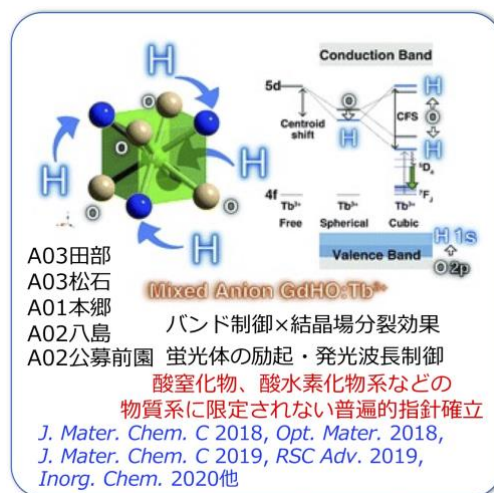 H
H
H
H
O
O
O
O
Conduction Band
5d
Centroid
shift
O
H
CFS
H
O
H
⁵D₄
⁷F_J
4f
Tb³⁺
Tb³⁺
Tb³⁺
Free
Spherical
Cubic
H 1s
Valence Band
O 2p
Mixed Anion GdHO:Tb³⁺
A03田部
A03松石
A01本郷
A02八島
A02公募前園
バンド制御×結晶場分裂効果
蛍光体の励起・発光波長制御
酸窒化物、酸水素化物系などの
物質系に限定されない普遍的指針確立
J. Mater. Chem. C 2018, Opt. Mater. 2018,
J. Mater. Chem. C 2019, RSC Adv. 2019,
Inorg. Chem. 2020他